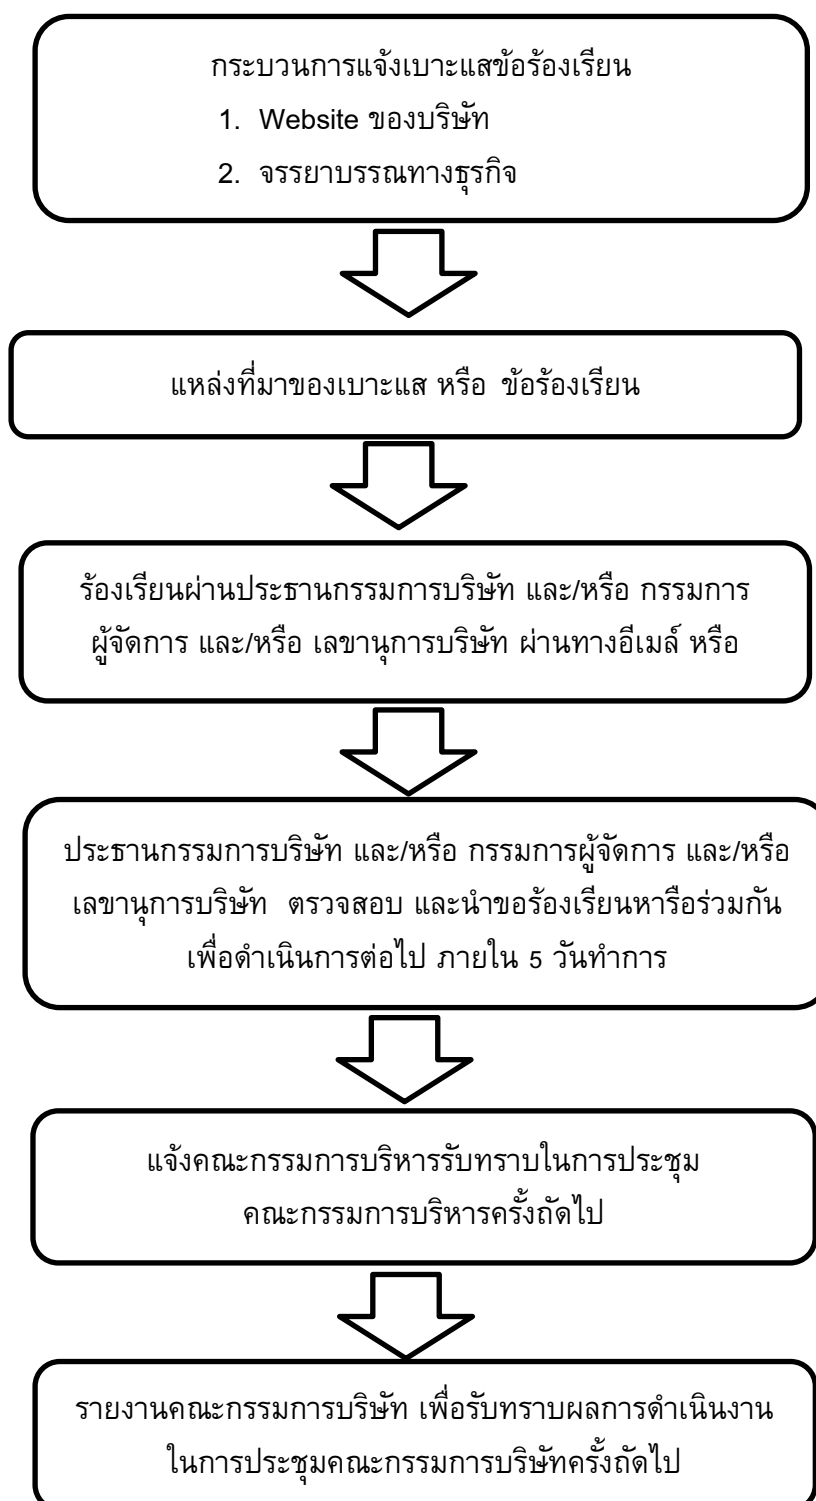 กระบวนการแจ้งเบาะแสข้อร้องเรียน
1. Website ของบริษัท
2. จรรยาบรรณทางธุรกิจ
แหล่งที่มาของเบาะแส หรือ ข้อร้องเรียน
ร้องเรียนผ่านประธานกรรมการบริษัท และ/หรือ กรรมการ
ผู้จัดการ และ/หรือ เลขานุการบริษัท ผ่านทางอีเมล์ หรือ
ประธานกรรมการบริษัท และ/หรือ กรรมการผู้จัดการ และ/หรือ
เลขานุการบริษัท ตรวจสอบ และนำขอร้องเรียนหารือร่วมกัน
เพื่อดำเนินการต่อไป ภายใน 5 วันทำการ
แจ้งคณะกรรมการบริหารรับทราบในการประชุม
คณะกรรมการบริหารครั้งถัดไป
รายงานคณะกรรมการบริษัท เพื่อรับทราบผลการดำเนินงาน
ในการประชุมคณะกรรมการบริษัทครั้งถัดไป